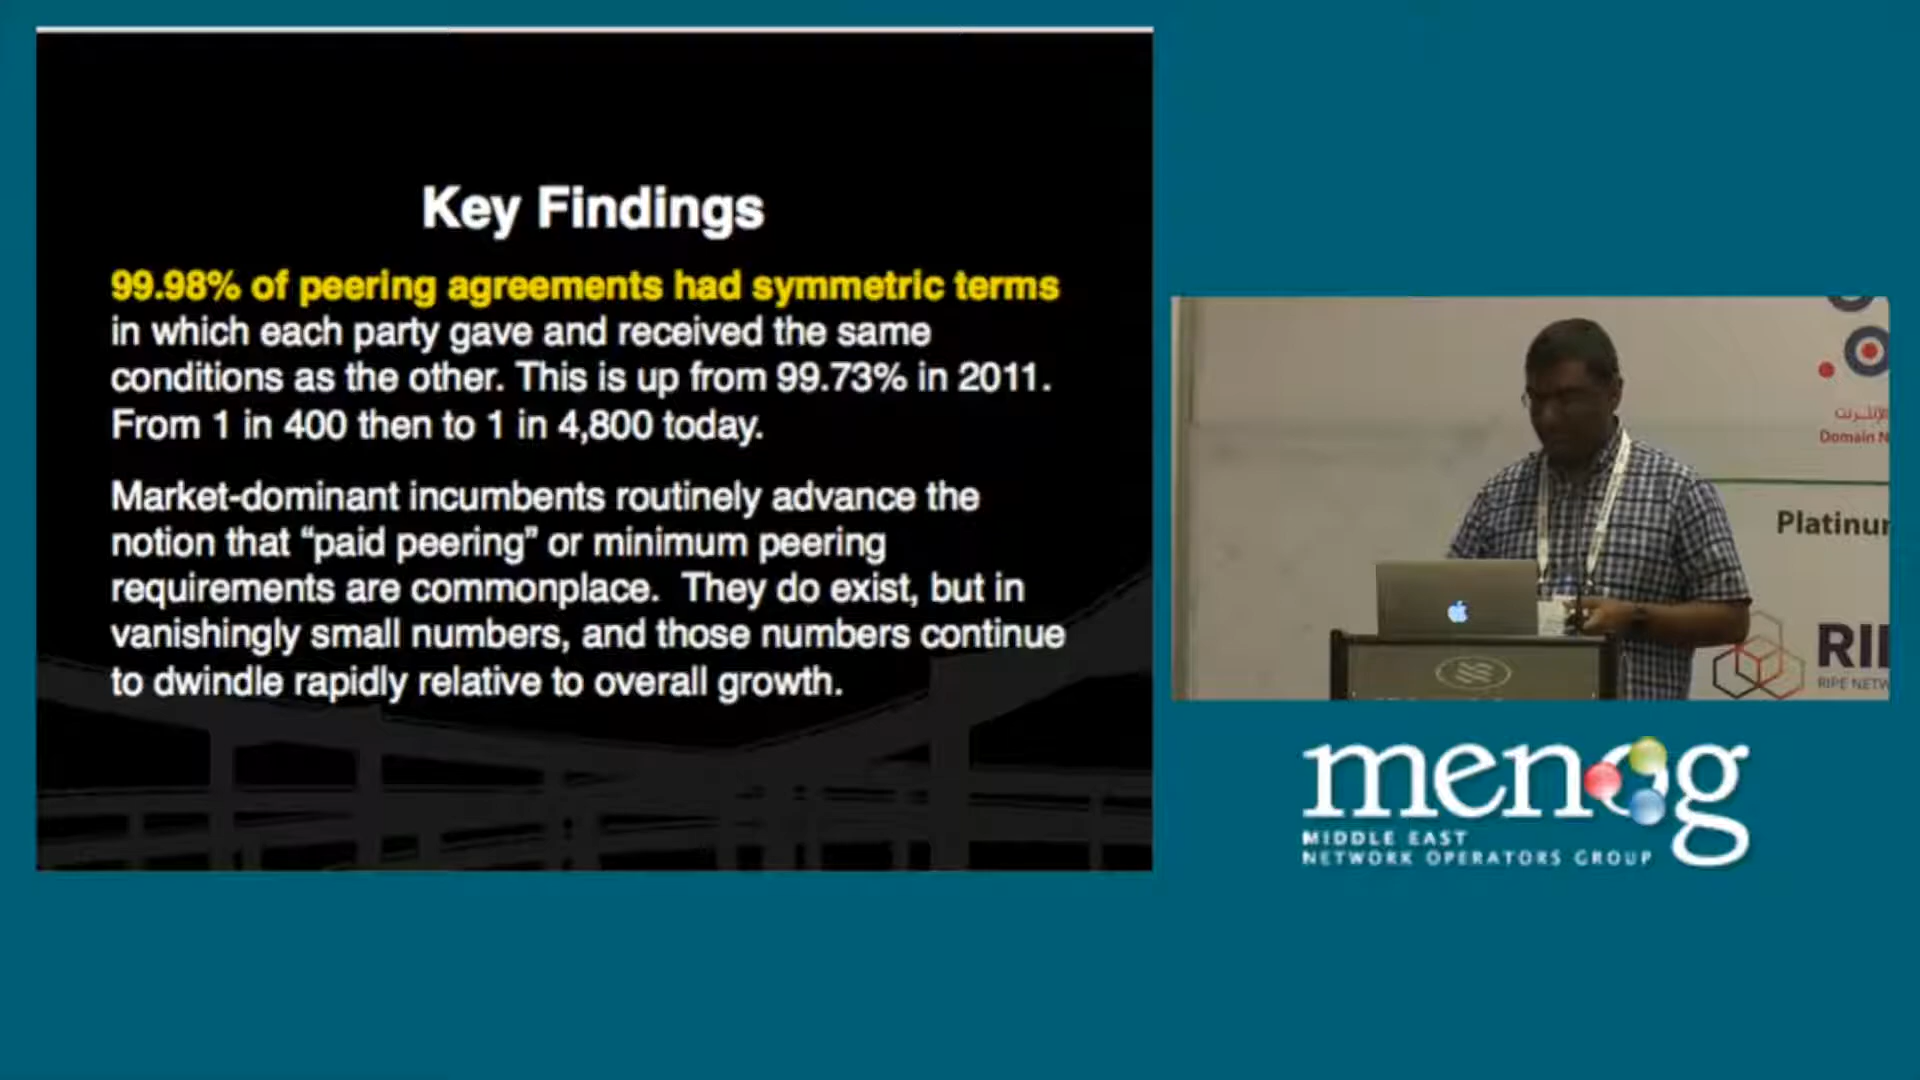 Key Findings
99.98% of peering agreements had symmetric terms
in which each party gave and received the same
conditions as the other. This is up from 99.73% in 2011.
From 1 in 400 then to 1 in 4,800 today.
Market-dominant incumbents routinely advance the
notion that “paid peering” or minimum peering
requirements are commonplace.  They do exist, but in
vanishingly small numbers, and those numbers continue
to dwindle rapidly relative to overall growth.
Domain N
Platinum
RIPE NETW
menog
MIDDLE EAST
NETWORK OPERATORS GROUP